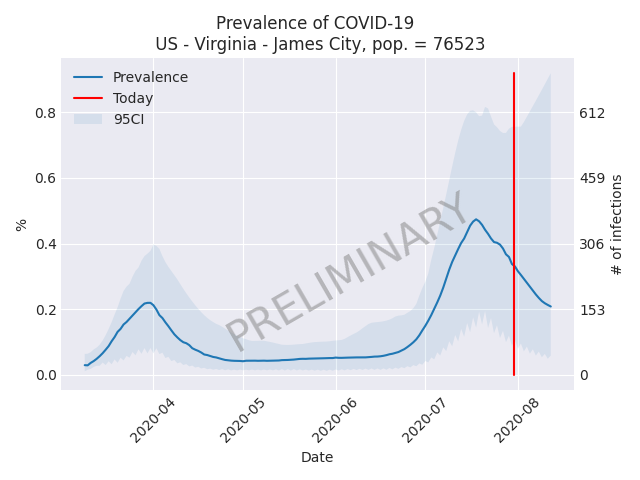 Prevalence of COVID-19
US - Virginia - James City, pop. = 76523
Prevalence
Today
95CI
PRELIMINARY
%
0.8
0.6
0.4
0.2
0.0
612
459
306
153
0
# of infections
2020-04
2020-05
2020-06
2020-07
2020-08
Date